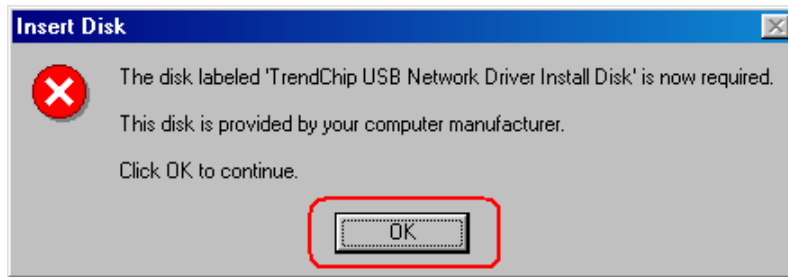 Insert Disk
The disk labeled 'TrendChip USB Network Driver Install Disk' is now required.
This disk is provided by your computer manufacturer.
Click OK to continue.
OK